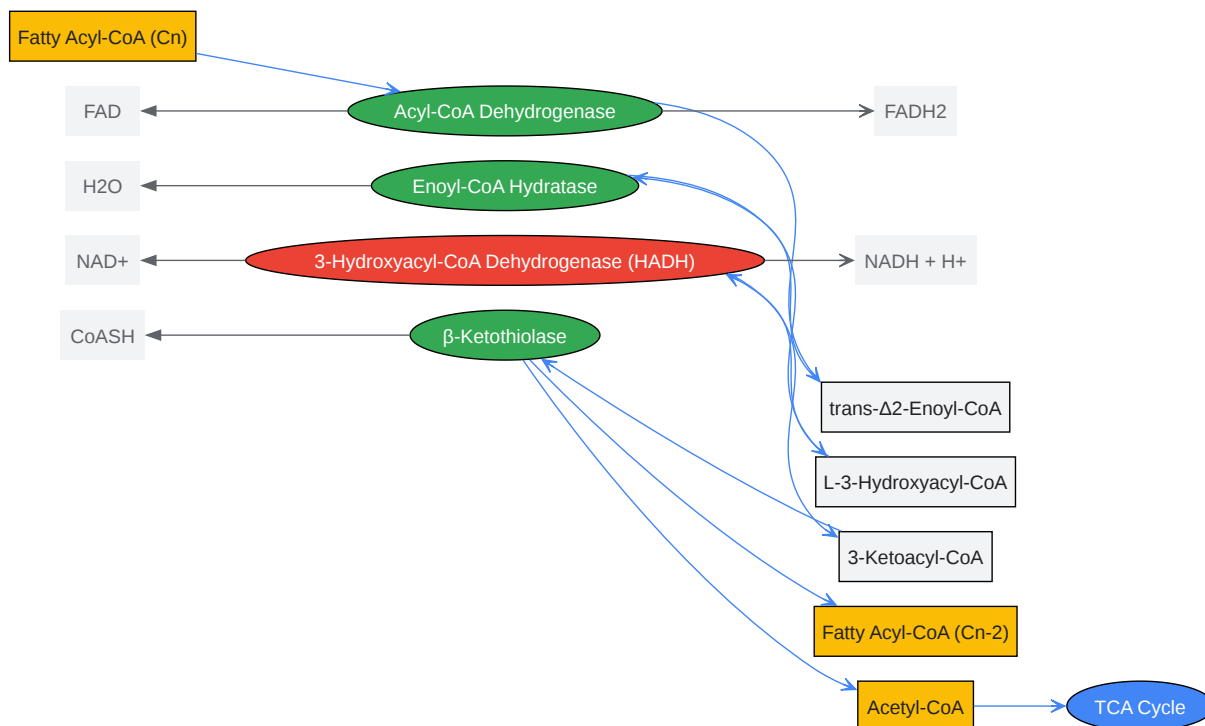 Fatty Acyl-CoA (Cn)
FAD
Acyl-CoA Dehydrogenase
FADH2
H2O
Enoyl-CoA Hydratase
NAD+
3-Hydroxyacyl-CoA Dehydrogenase (HADH)
NADH + H+
CoASH
β-Ketothiolase
trans-Δ2-Enoyl-CoA
L-3-Hydroxyacyl-CoA
3-Ketoacyl-CoA
Fatty Acyl-CoA (Cn-2)
Acetyl-CoA
TCA Cycle